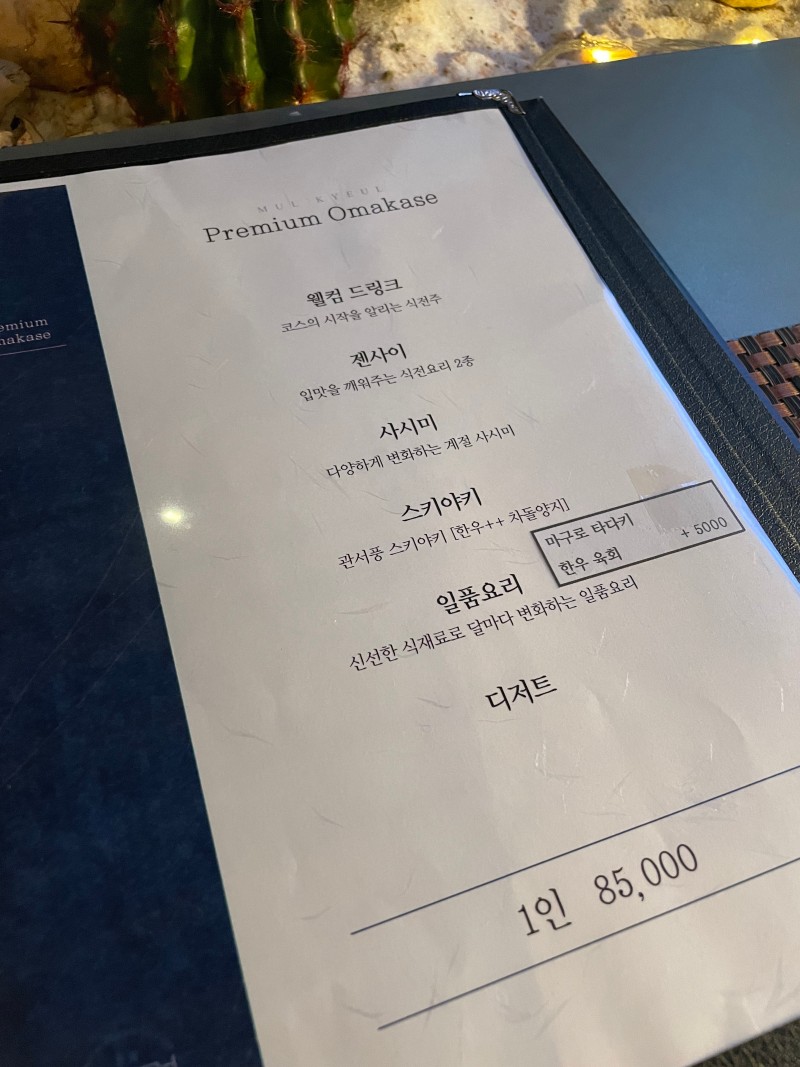 MUL KYEUL
Premium Omakase
웰컴 드링크
코스의 시작을 알리는 식전주
젠사이
입맛을 깨워주는 식전요리 2종
사시미
다양하게 변화하는 계절 사시미
스키야키
관서풍 스키야키 [한우++ 차돌양지]
마구로 타다키
한우 육회 + 5000
일품요리
신선한 식재료로 달마다 변화하는 일품요리
디저트
1인 85,000
emium
makase